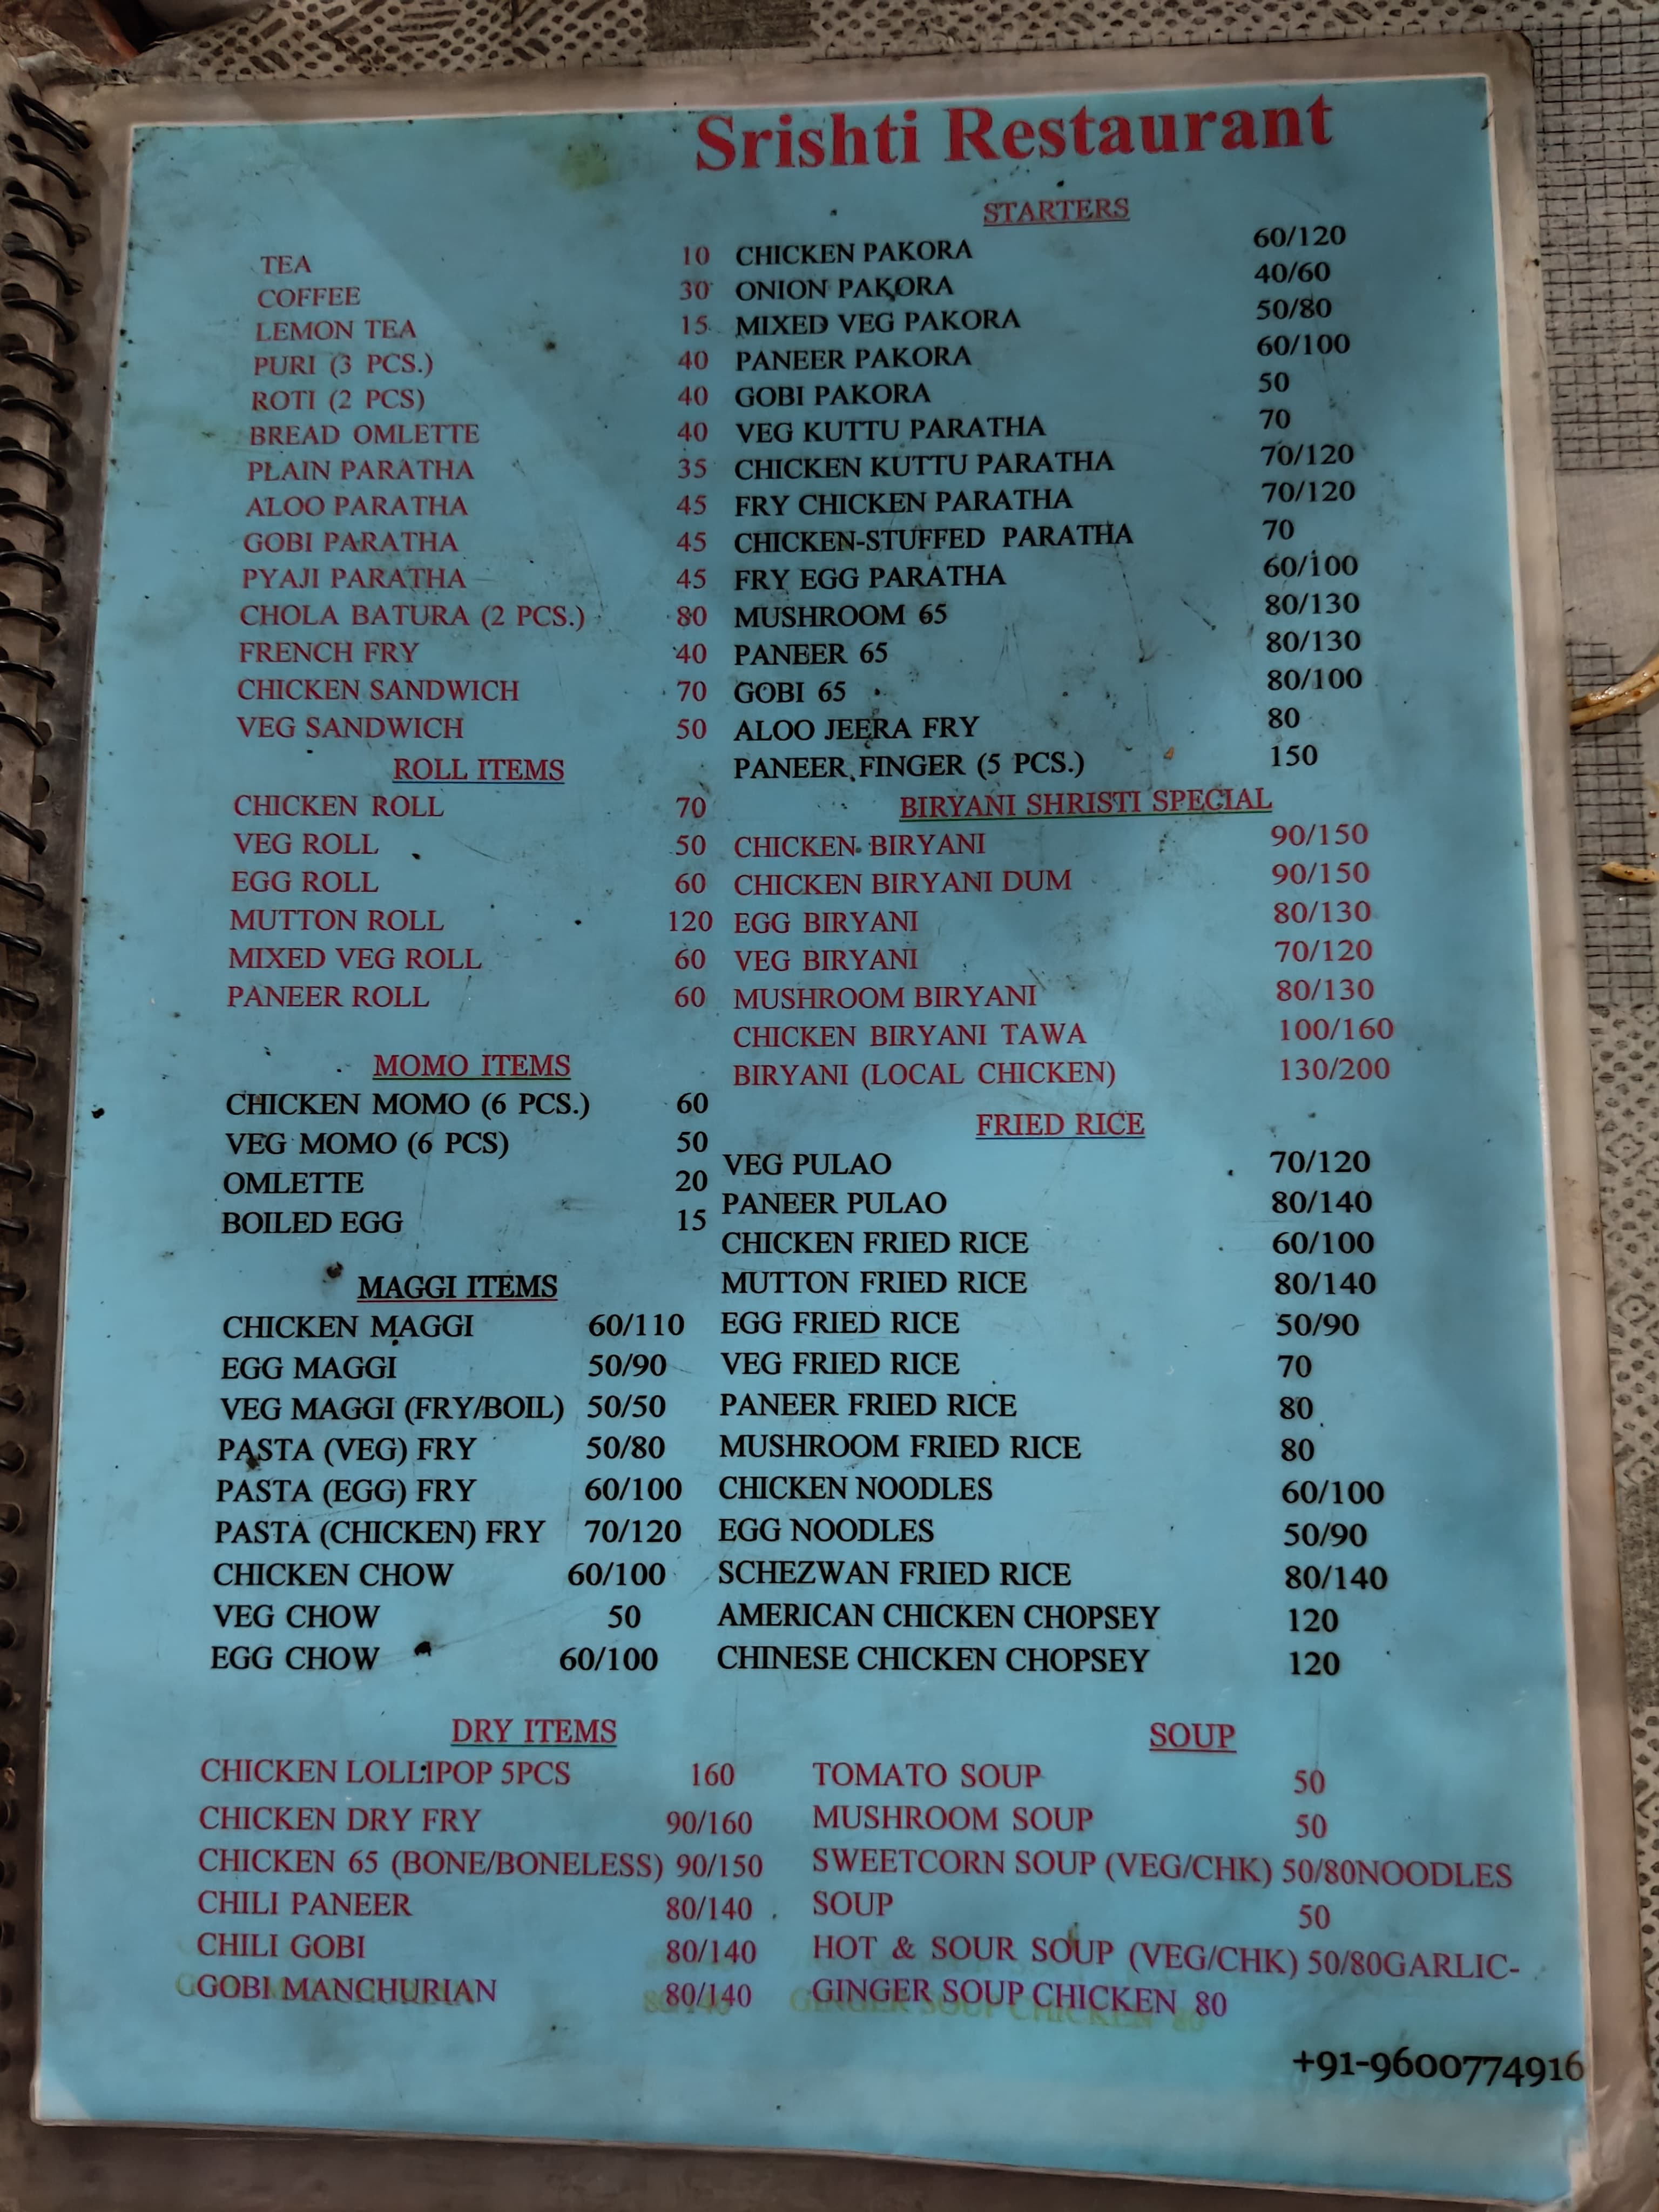 Srishti Restaurant
TEA 10
COFFEE 30
LEMON TEA 15
PURI (3 PCS.) 40
ROTI (2 PCS) 40
BREAD OMLETTE 40
PLAIN PARATHA 35
ALOO PARATHA 45
GOBI PARATHA 45
PYAJI PARATHA 45
CHOLA BATURA (2 PCS.) 80
FRENCH FRY 40
CHICKEN SANDWICH 70
VEG SANDWICH 50
ROLL ITEMS
CHICKEN ROLL 70
VEG ROLL 50
EGG ROLL 60
MUTTON ROLL 120
MIXED VEG ROLL 60
PANEER ROLL 60
MOMO ITEMS
CHICKEN MOMO (6 PCS.) 60
VEG MOMO (6 PCS) 50
OMLETTE 20
BOILED EGG 15
MAGGI ITEMS
CHICKEN MAGGI 60/110
EGG MAGGI 50/90
VEG MAGGI (FRY/BOIL) 50/50
PASTA (VEG) FRY 50/80
PASTA (EGG) FRY 60/100
PASTA (CHICKEN) FRY 70/120
CHICKEN CHOW 60/100
VEG CHOW 50
EGG CHOW 60/100
STARTERS
CHICKEN PAKORA 60/120
ONION PAKORA 40/60
MIXED VEG PAKORA 50/80
PANEER PAKORA 60/100
GOBI PAKORA 50
VEG KUTTU PARATHA 70
CHICKEN KUTTU PARATHA 70/120
FRY CHICKEN PARATHA 70/120
CHICKEN-STUFFED PARATHA 70
FRY EGG PARATHA 60/100
MUSHROOM 65 80/130
PANEER 65 80/130
GOBI 65 80/100
ALOO JEERA FRY 80
PANEER FINGER (5 PCS.) 150
BIRYANI SHRISTI SPECIAL
CHICKEN BIRYANI 90/150
CHICKEN BIRYANI DUM 90/150
EGG BIRYANI 80/130
VEG BIRYANI 70/120
MUSHROOM BIRYANI 80/130
CHICKEN BIRYANI TAWA 100/160
BIRYANI (LOCAL CHICKEN) 130/200
FRIED RICE
VEG PULAO 70/120
PANEER PULAO 80/140
CHICKEN FRIED RICE 60/100
MUTTON FRIED RICE 80/140
EGG FRIED RICE 50/90
VEG FRIED RICE 70
PANEER FRIED RICE 80
MUSHROOM FRIED RICE 80
CHICKEN NOODLES 60/100
EGG NOODLES 50/90
SCHEZWAN FRIED RICE 80/140
AMERICAN CHICKEN CHOPSEY 120
CHINESE CHICKEN CHOPSEY 120
DRY ITEMS
CHICKEN LOLLIPOP 5PCS 160
CHICKEN DRY FRY 90/160
CHICKEN 65 (BONE/BONELESS) 90/150
CHILI PANEER 80/140
CHILI GOBI 80/140
GOBI MANCHURIAN 80/140
SOUP
TOMATO SOUP 50
MUSHROOM SOUP 50
SWEETCORN SOUP (VEG/CHK) 50/80NOODLES
SOUP 50
HOT & SOUR SOUP (VEG/CHK) 50/80GARLIC-
GINGER SOUP CHICKEN 80
+91-9600774916